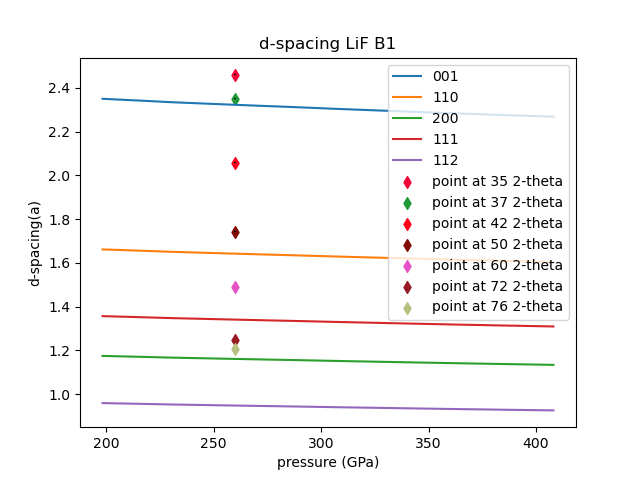 d-spacing LiF B1
d-spacing(a)
2.4
2.2
2.0
1.8
1.6
1.4
1.2
1.0
001
110
200
111
112
point at 35 2-theta
point at 37 2-theta
point at 42 2-theta
point at 50 2-theta
point at 60 2-theta
point at 72 2-theta
point at 76 2-theta
200
250
300
350
400
pressure (GPa)